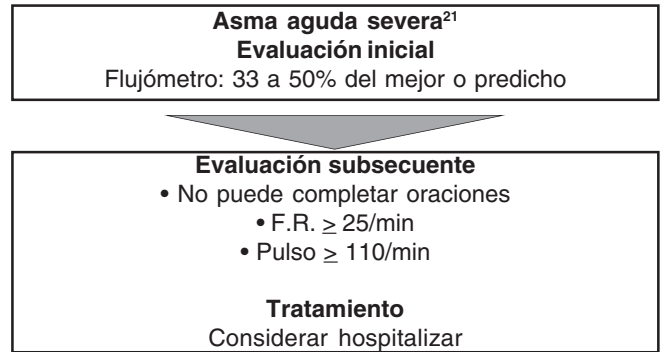 Asma aguda severa²¹
Evaluación inicial
Flujómetro: 33 a 50% del mejor o predicho
Evaluación subsecuente
• No puede completar oraciones
• F.R. ≥ 25/min
• Pulso ≥ 110/min
Tratamiento
Considerar hospitalizar